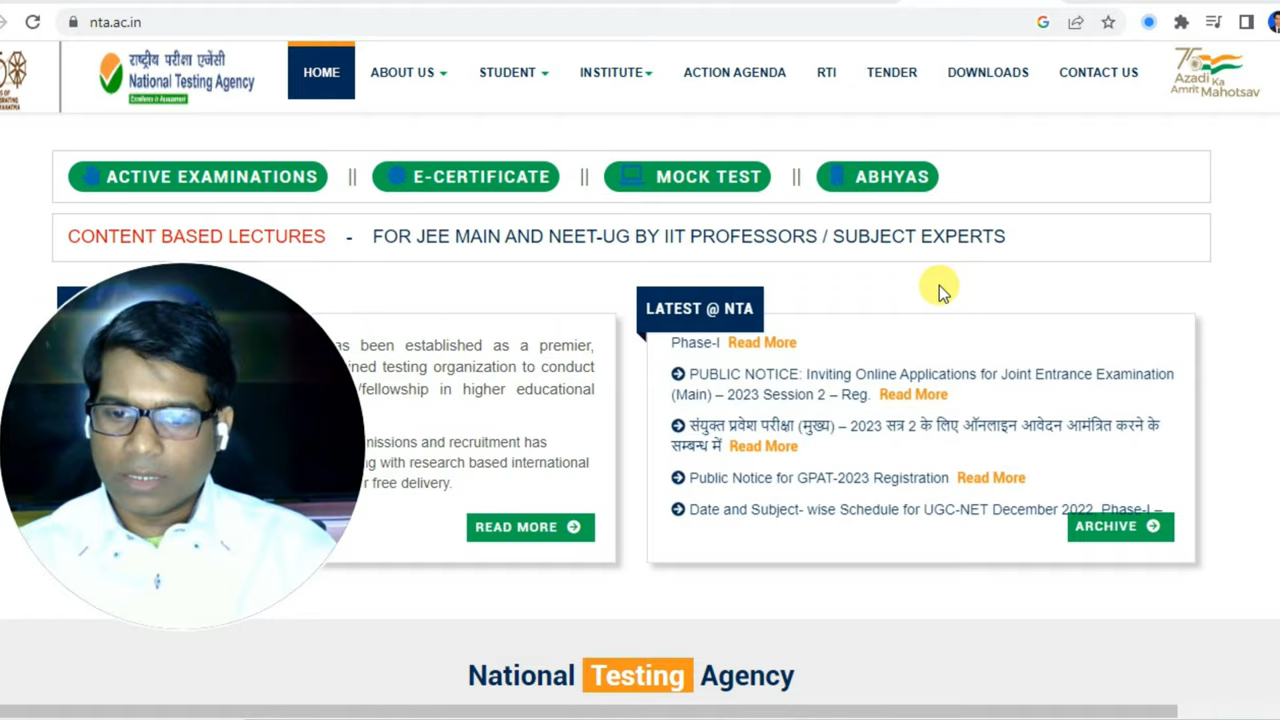 nta.ac.in
राष्ट्रीय परीक्षा एजेंसी
National Testing Agency
Excellence in Assessment
HOME ABOUT US STUDENT INSTITUTE ACTION AGENDA RTI TENDER DOWNLOADS CONTACT US
75
Azadi Ka
Amrit Mahotsav
ACTIVE EXAMINATIONS || E-CERTIFICATE || MOCK TEST || ABHYAS
CONTENT BASED LECTURES - FOR JEE MAIN AND NEET-UG BY IIT PROFESSORS / SUBJECT EXPERTS
as been established as a premier,
ined testing organization to conduct
/fellowship in higher educational
missions and recruitment has
g with research based international
r free delivery.
READ MORE
LATEST @ NTA
Phase-I Read More
PUBLIC NOTICE: Inviting Online Applications for Joint Entrance Examination
(Main) – 2023 Session 2 – Reg. Read More
संयुक्त प्रवेश परीक्षा (मुख्य) – 2023 सत्र 2 के लिए ऑनलाइन आवेदन आमंत्रित करने के
सम्बन्ध में Read More
Public Notice for GPAT-2023 Registration Read More
Date and Subject- wise Schedule for UGC-NET December 2022, Phase-I –
ARCHIVE
National Testing Agency